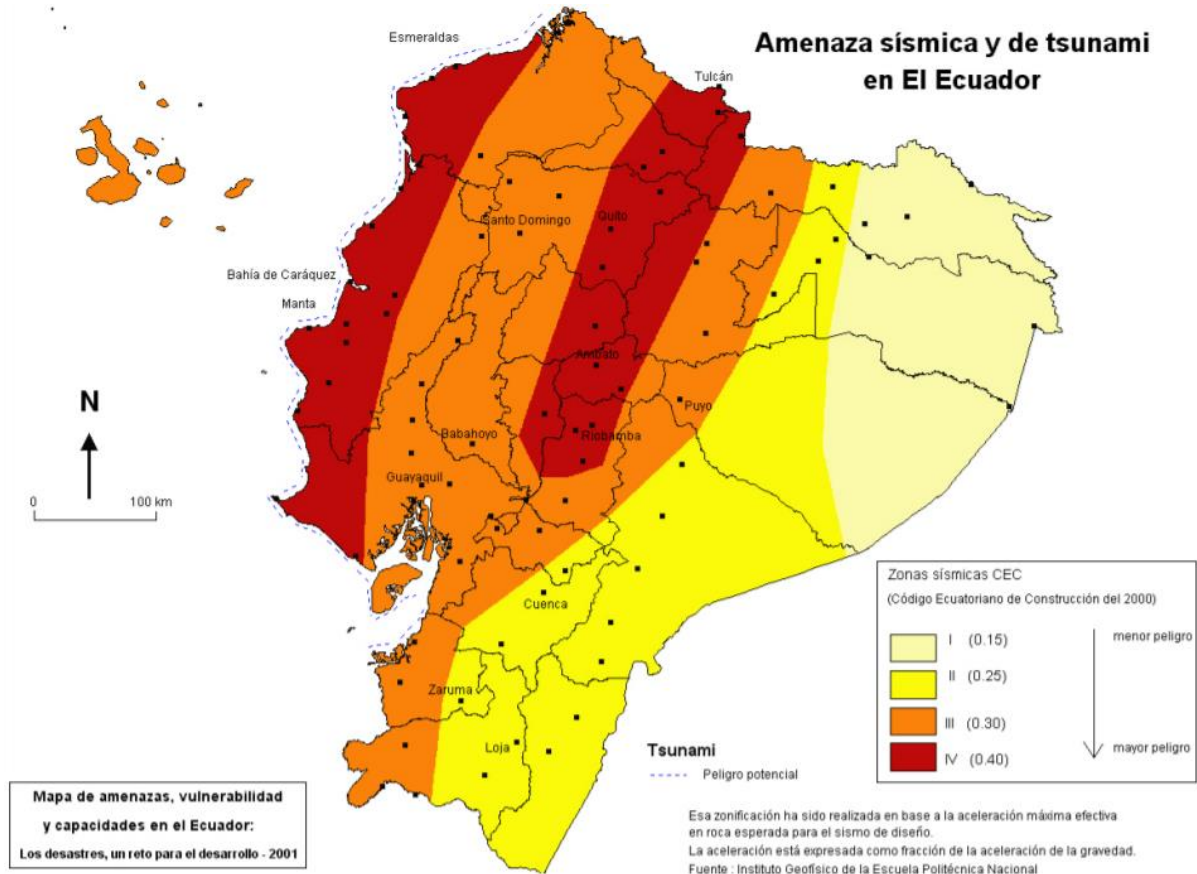 Amenaza sísmica y de tsunami
en El Ecuador
Esmeraldas
Tulcán
Santo Domingo
Quito
Bahía de Caráquez
Manta
Ambato
N
Puyo
Babahoyo
Riobamba
Guayaquil
0 100 km
Cuenca
Zaruma
Loja
Zonas sísmicas CEC
(Código Ecuatoriano de Construcción del 2000)
I (0.15)
menor peligro
II (0.25)
III (0.30)
IV (0.40)
mayor peligro
Tsunami
Peligro potencial
Mapa de amenazas, vulnerabilidad
y capacidades en el Ecuador:
Los desastres, un reto para el desarrollo - 2001
Esa zonificación ha sido realizada en base a la aceleración máxima efectiva
en roca esperada para el sismo de diseño.
La aceleración está expresada como fracción de la aceleración de la gravedad.
Fuente : Instituto Geofísico de la Escuela Politécnica Nacional